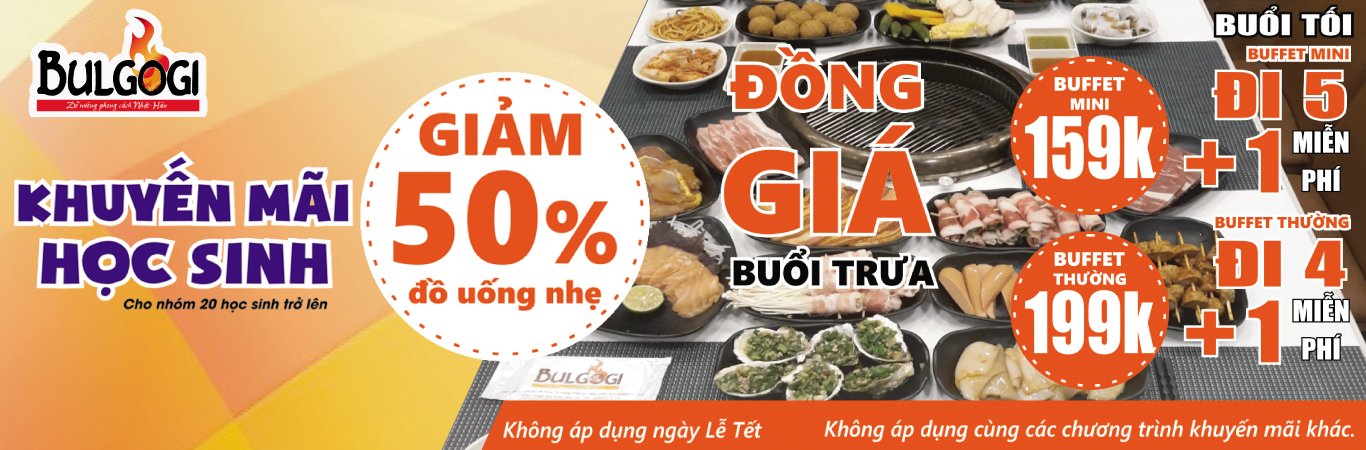 BULGOGI
Đồ nướng phong cách Nhật-Hàn
KHUYẾN MÃI
HỌC SINH
Cho nhóm 20 học sinh trở lên
GIẢM
50%
đồ uống nhẹ
ĐỒNG
GIÁ
BUỔI TRƯA
BUFFET
MINI
159k
BUFFET
THƯỜNG
199k
BUỔI TỐI
BUFFET MINI
ĐI 5
+1 MIỄN
PHÍ
BUFFET THƯỜNG
ĐI 4
+1 MIỄN
PHÍ
BULGOGI
Không áp dụng ngày Lễ Tết
Không áp dụng cùng các chương trình khuyến mãi khác.